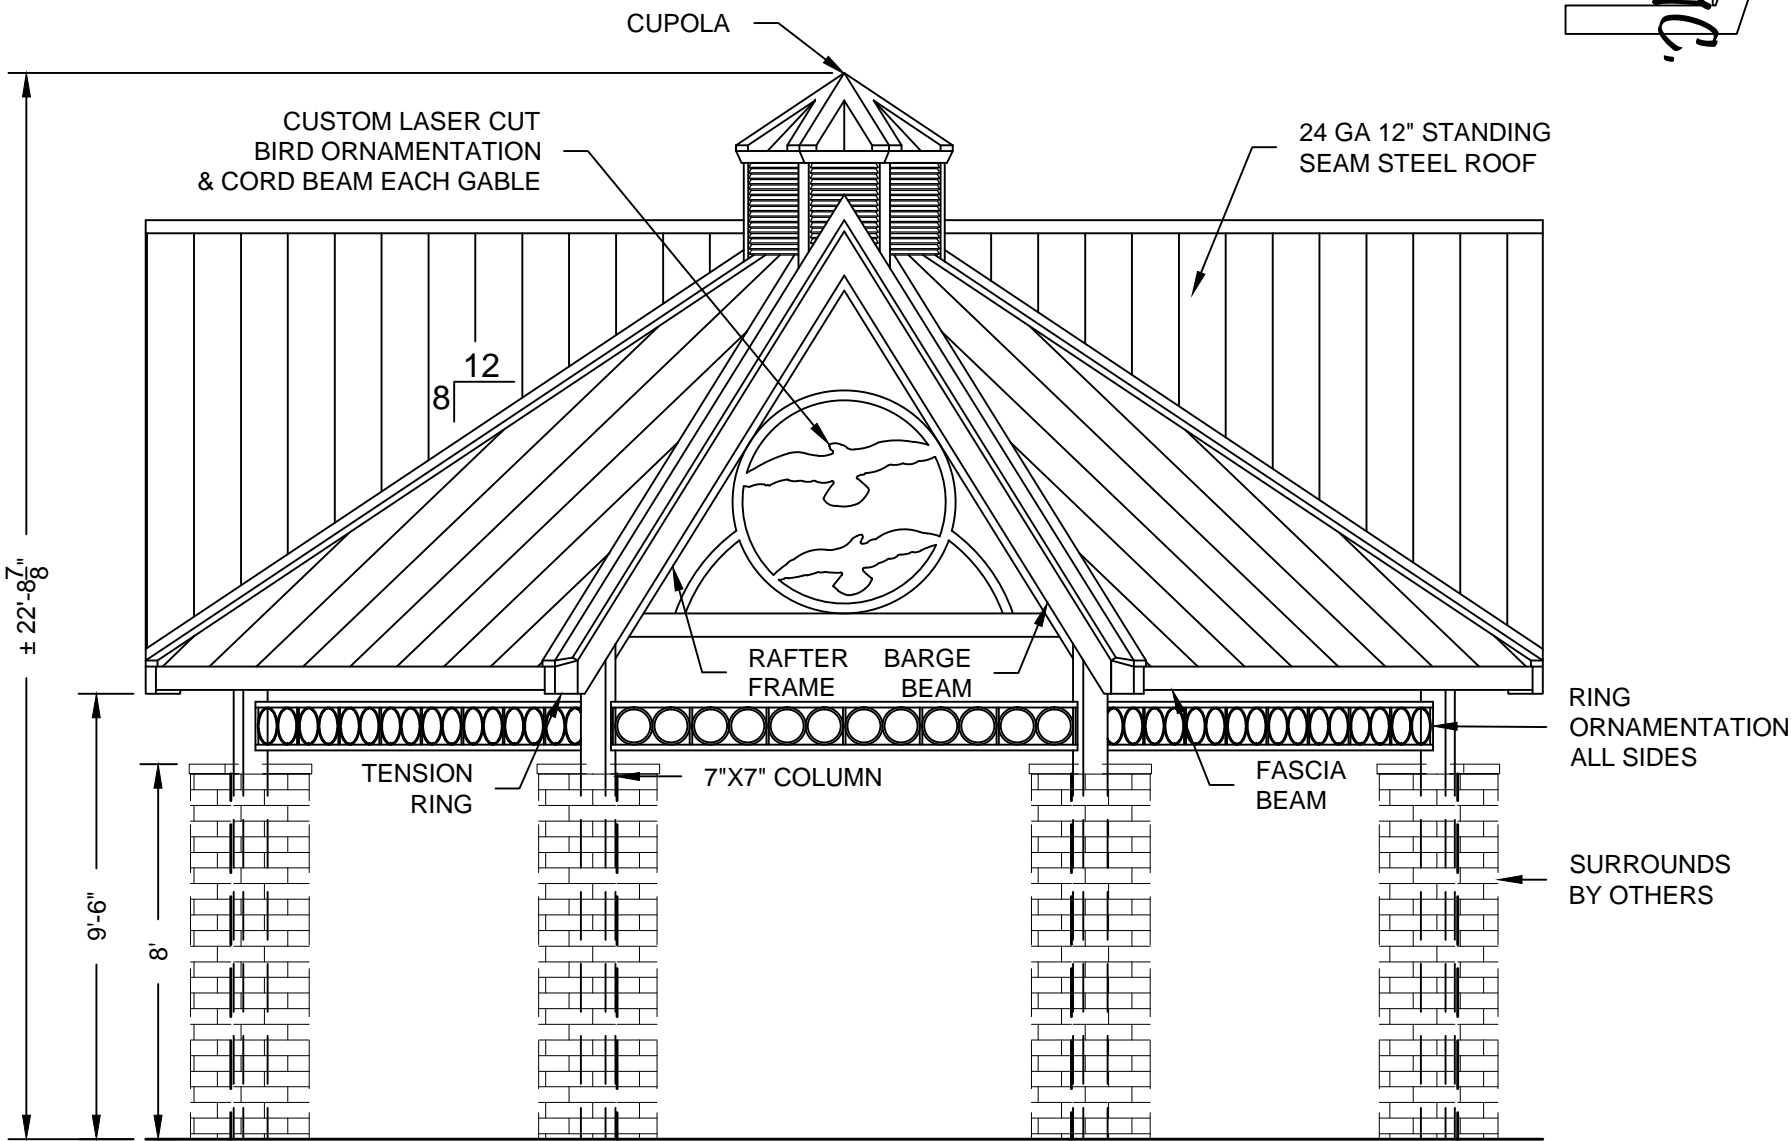 CUPOLA
CUSTOM LASER CUT
BIRD ORNAMENTATION
& CORD BEAM EACH GABLE
24 GA 12" STANDING
SEAM STEEL ROOF
12
8
± 22'-8 7/8"
RAFTER
FRAME
BARGE
BEAM
RING
ORNAMENTATION
ALL SIDES
TENSION
RING
7"X7" COLUMN
FASCIA
BEAM
9'-6"
8'
SURROUNDS
BY OTHERS